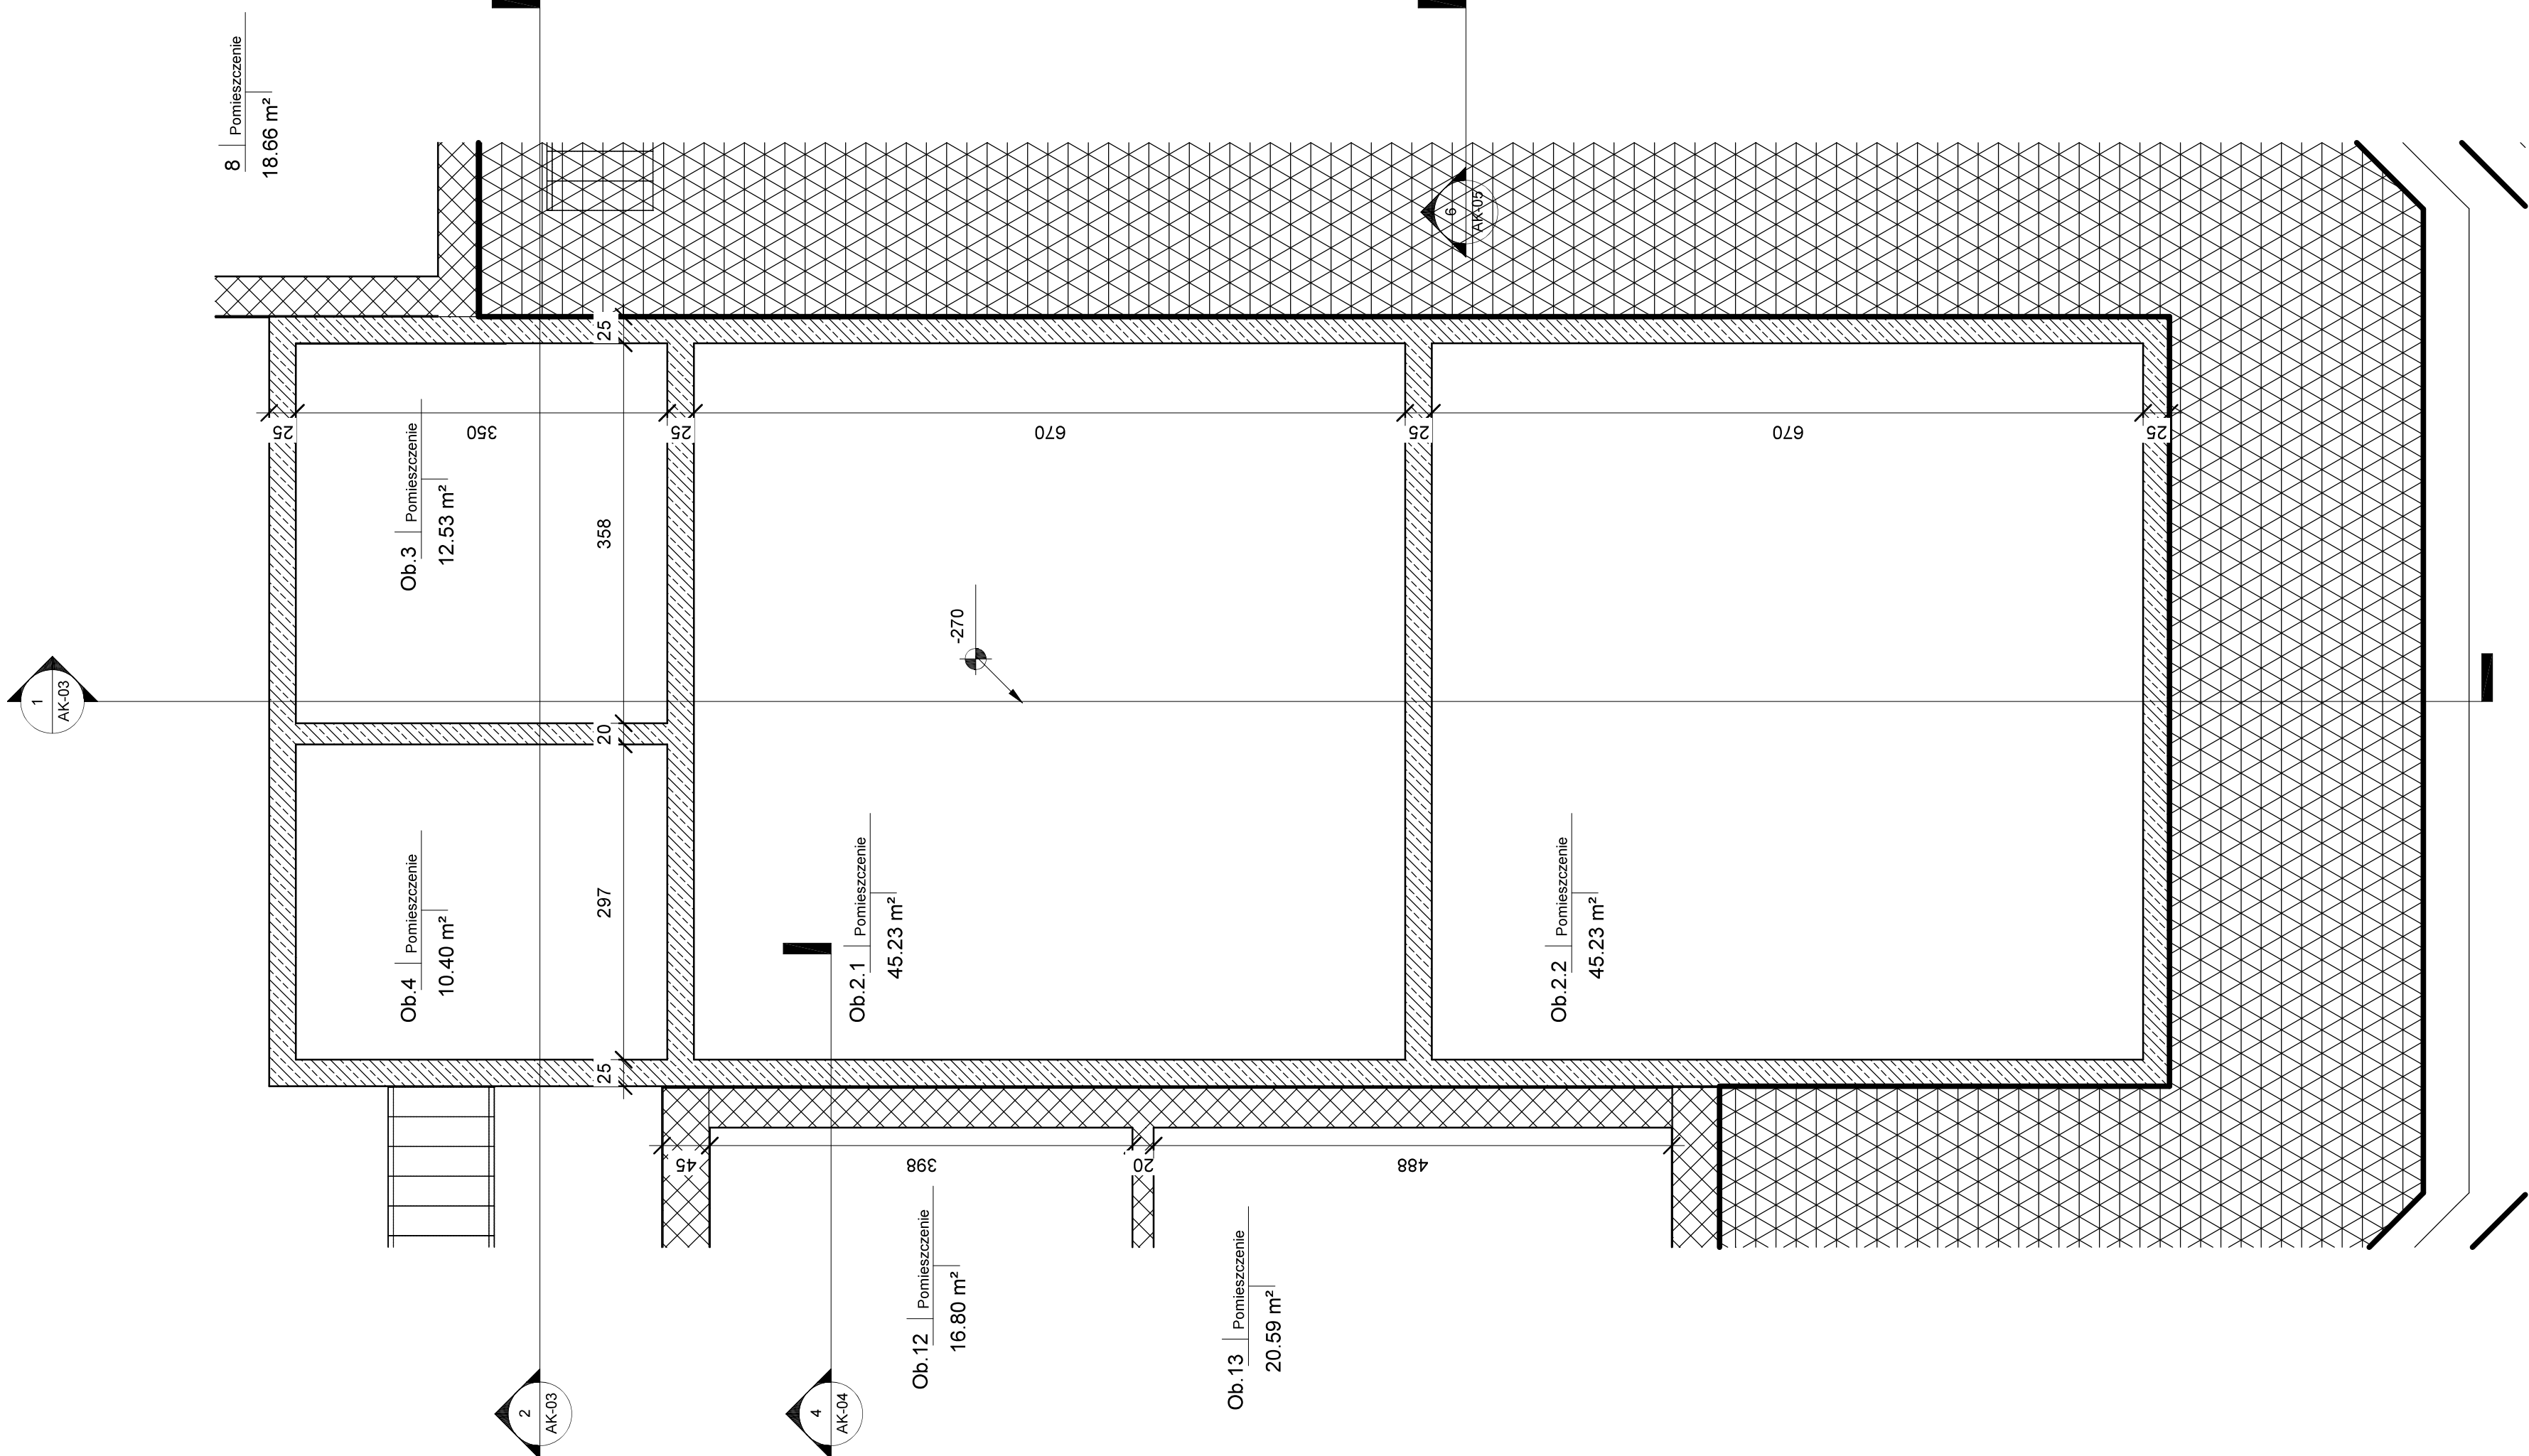 8 | Pomieszczenie
18.66 m²
1
AK-03
6
AK-05
25
350
25
670
25
670
25
25
358
20
297
25
Ob.3 | Pomieszczenie
12.53 m²
-270
Ob.4 | Pomieszczenie
10.40 m²
Ob.2.1 | Pomieszczenie
45.23 m²
Ob.2.2 | Pomieszczenie
45.23 m²
45
398
20
488
Ob.12 | Pomieszczenie
16.80 m²
Ob.13 | Pomieszczenie
20.59 m²
2
AK-03
4
AK-04